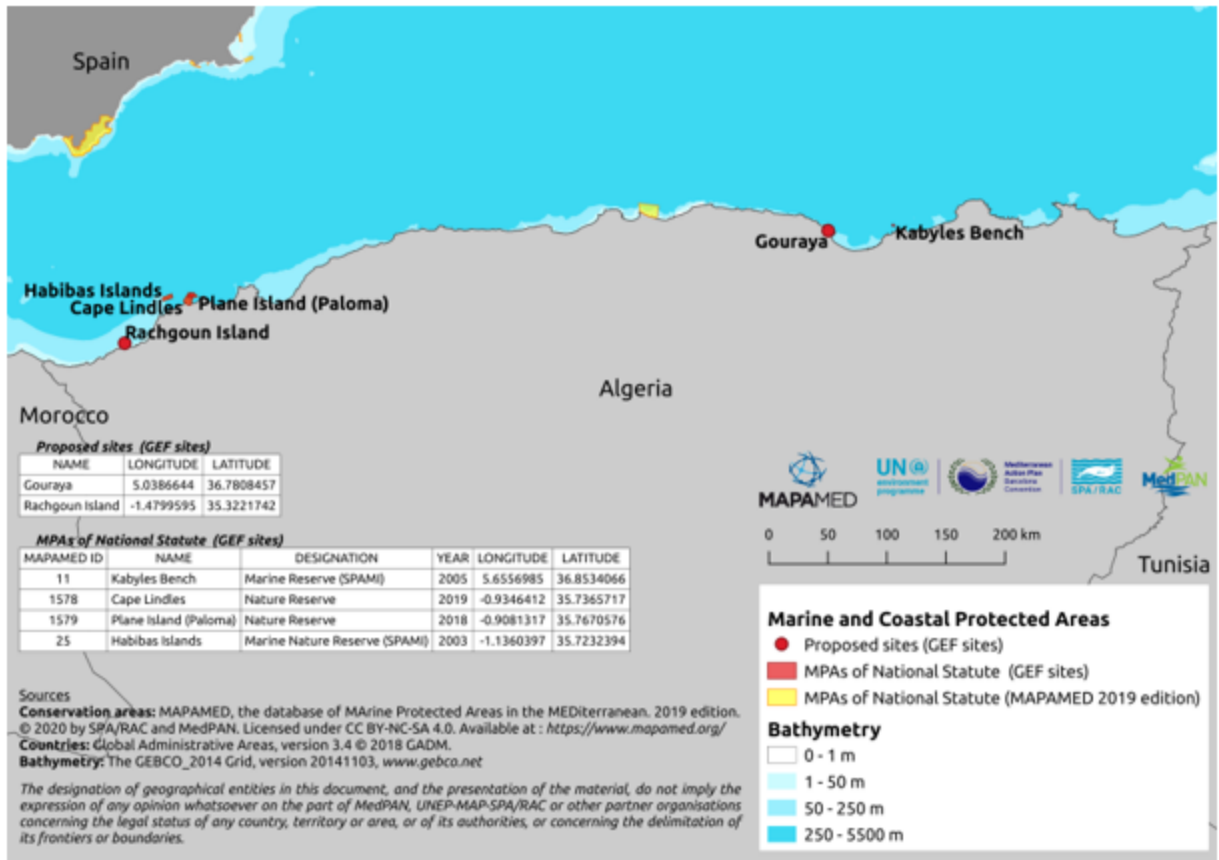 Spain
Gouraya
Kabyles Bench
Habibas Islands
Cape Lindles
Plane Island (Paloma)
Rachgoun Island
Algeria
Morocco
Tunisia
Proposed sites (GEF sites)
NAME LONGITUDE LATITUDE
Gouraya 5.0386644 36.7808457
Rachgoun Island -1.4799595 35.3221742
MPAs of National Statute (GEF sites)
MAPAMED ID NAME DESIGNATION YEAR LONGITUDE LATITUDE
11 Kabyles Bench Marine Reserve (SPAMI) 2005 5.6556985 36.8534066
1578 Cape Lindles Nature Reserve 2019 -0.9346412 35.7365717
1579 Plane Island (Paloma) Nature Reserve 2018 -0.9081317 35.7670576
25 Habibas Islands Marine Nature Reserve (SPAMI) 2003 -1.1360397 35.7232394
Sources
Conservation areas: MAPAMED, the database of MArine Protected Areas in the MEDiterranean. 2019 edition.
© 2020 by SPA/RAC and MedPAN. Licensed under CC BY-NC-SA 4.0. Available at : https://www.mapamed.org/
Countries: Global Administrative Areas, version 3.4 © 2018 GADM.
Bathymetry: The GEBCO_2014 Grid, version 20141103, www.gebco.net
The designation of geographical entities in this document, and the presentation of the material, do not imply the
expression of any opinion whatsoever on the part of MedPAN, UNEP-MAP-SPA/RAC or other partner organisations
concerning the legal status of any country, territory or area, or of its authorities, or concerning the delimitation of
its frontiers or boundaries.
MAPAMED
UN
environment
programme
Mediterranean
Action Plan
Barcelona
Convention
SPA/RAC
MedPAN
0 50 100 200 km
Marine and Coastal Protected Areas
Proposed sites (GEF sites)
MPAs of National Statute (GEF sites)
MPAs of National Statute (MAPAMED 2019 edition)
Bathymetry
0 - 1 m
1 - 50 m
50 - 250 m
250 - 5500 m